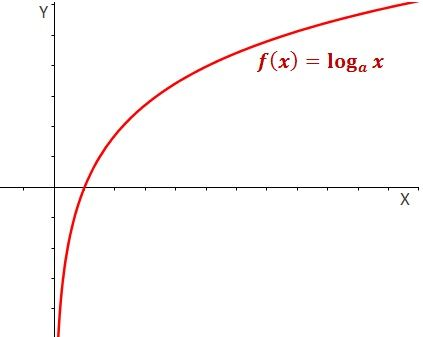 Y
f(x) = logₐ x
X